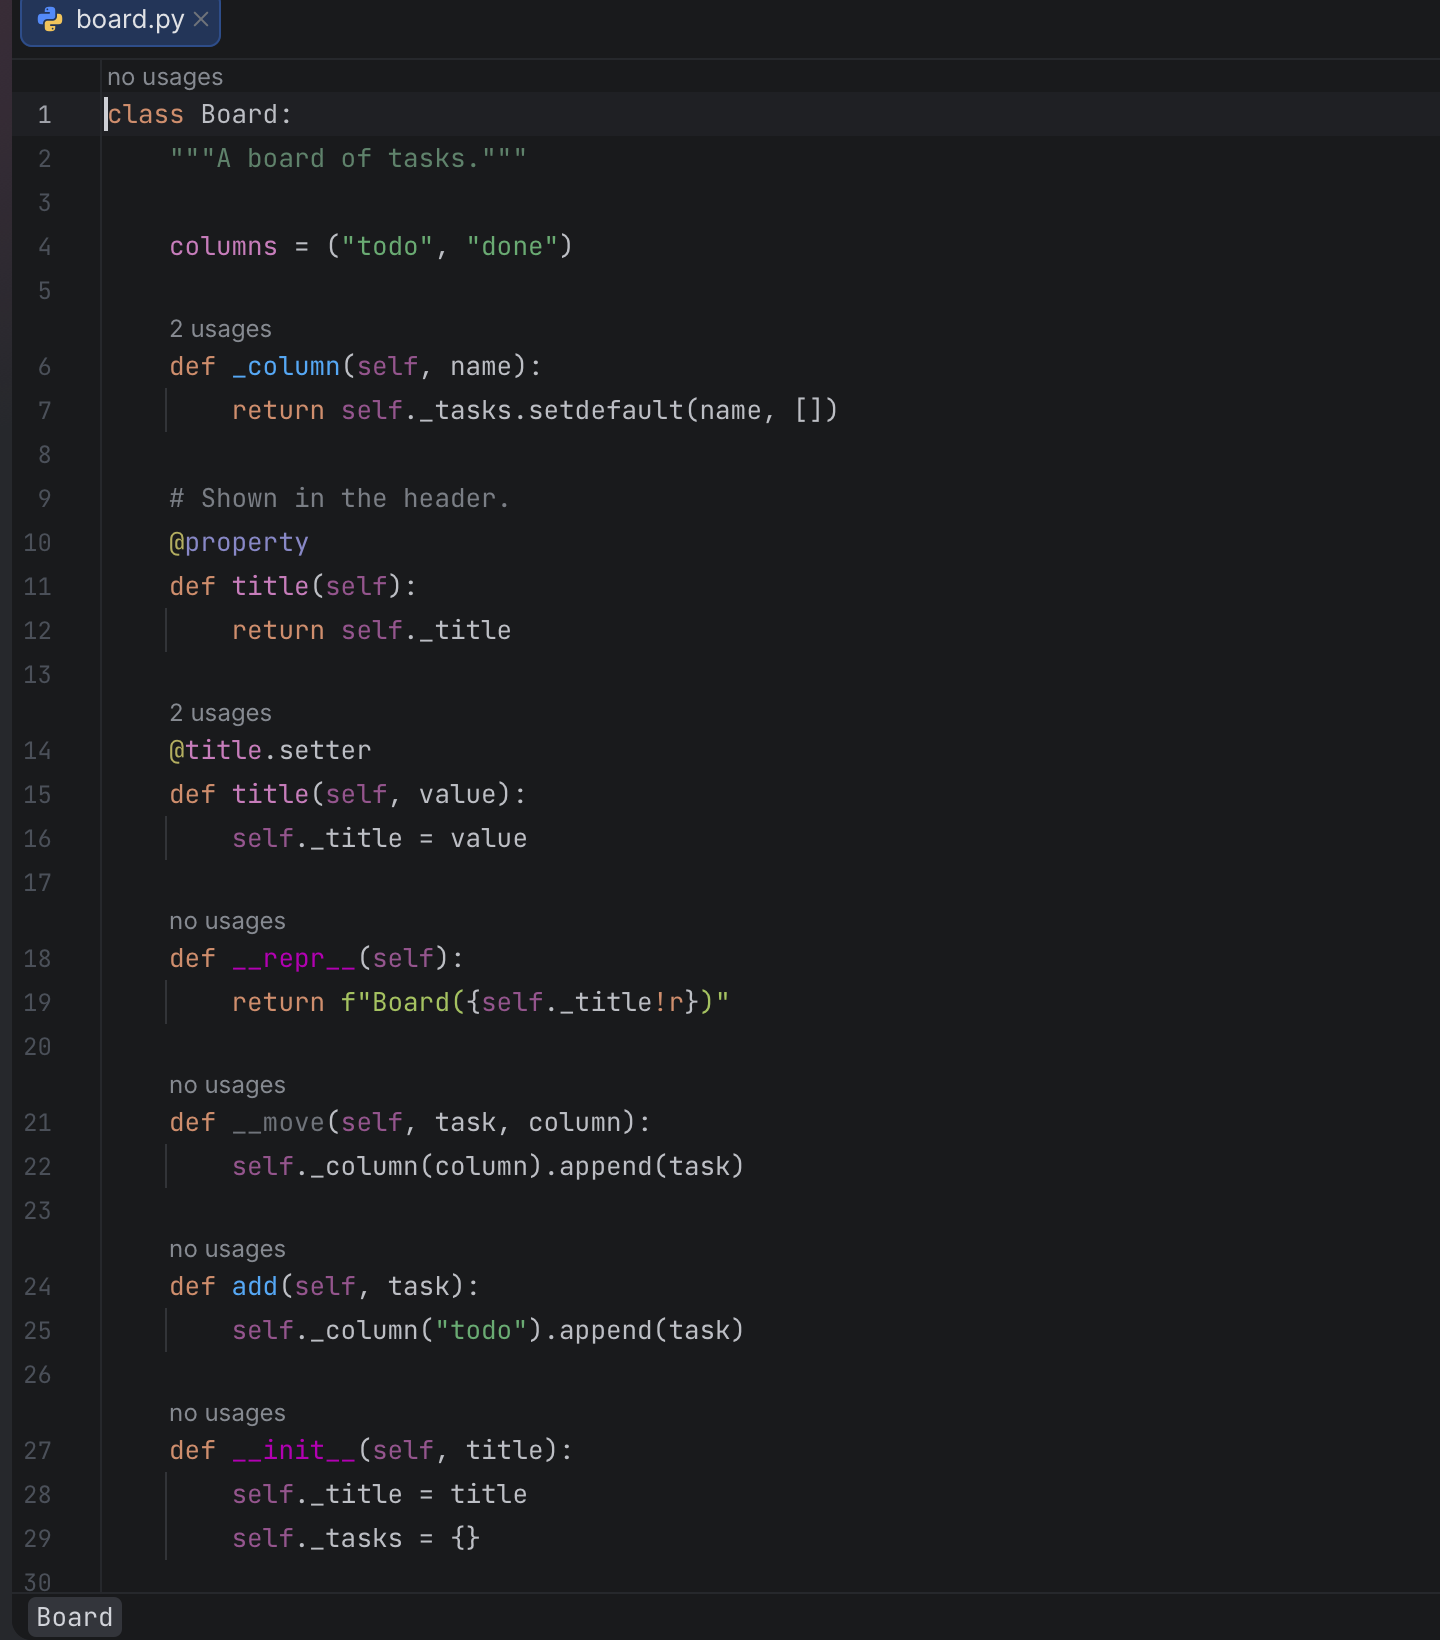 board.py
no usages
1 class Board:
2     """A board of tasks."""
3
4     columns = ("todo", "done")
5
2 usages
6     def _column(self, name):
7         return self._tasks.setdefault(name, [])
8
9     # Shown in the header.
10     @property
11     def title(self):
12         return self._title
13
2 usages
14     @title.setter
15     def title(self, value):
16         self._title = value
17
no usages
18     def __repr__(self):
19         return f"Board({self._title!r})"
20
no usages
21     def __move(self, task, column):
22         self._column(column).append(task)
23
no usages
24     def add(self, task):
25         self._column("todo").append(task)
26
no usages
27     def __init__(self, title):
28         self._title = title
29         self._tasks = {}
30
Board